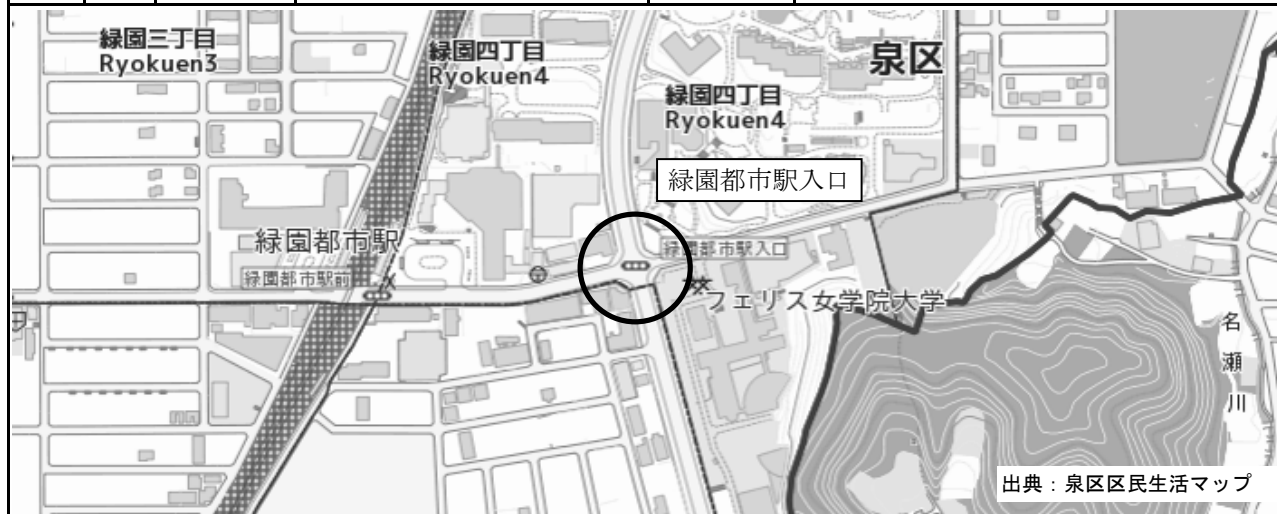 緑園三丁目
Ryokuen3
緑園四丁目
Ryokuen4
泉区
緑園四丁目
Ryokuen4
緑園都市駅入口
緑園都市駅
緑園都市駅入口
緑園都市駅前
フェリス女学院大学
名瀬川
出典：泉区区民生活マップ